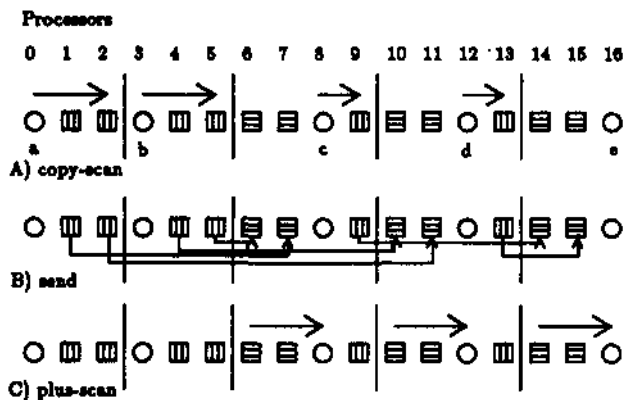 Processors
0 1 2 3 4 5 6 7 8 9 10 11 12 13 14 15 16
a b c d e
A) copy-scan
B) send
C) plus-scan